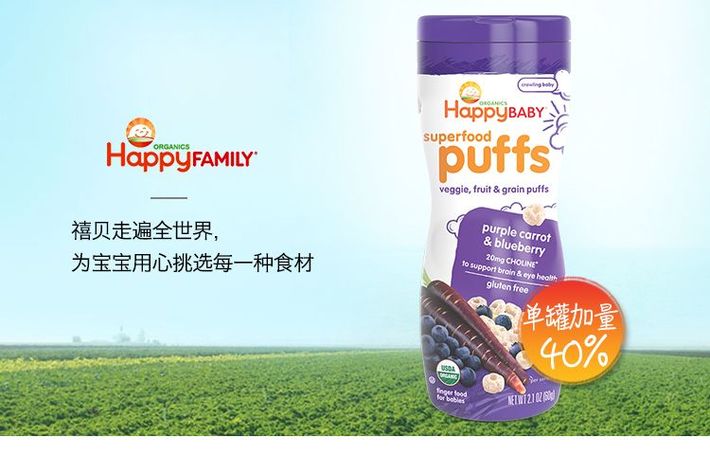 ORGANICS
HappyFAMILY®
禧贝走遍全世界,
为宝宝用心挑选每一种食材
crawling baby
ORGANICS
HappyBABY
superfood
puffs
veggie, fruit & grain puffs
purple carrot
& blueberry
20mg CHOLINE*
to support brain & eye health
gluten free
单罐加量
40%
USDA
ORGANIC
finger food
for babies
NET WT 2.1 OZ (60g)